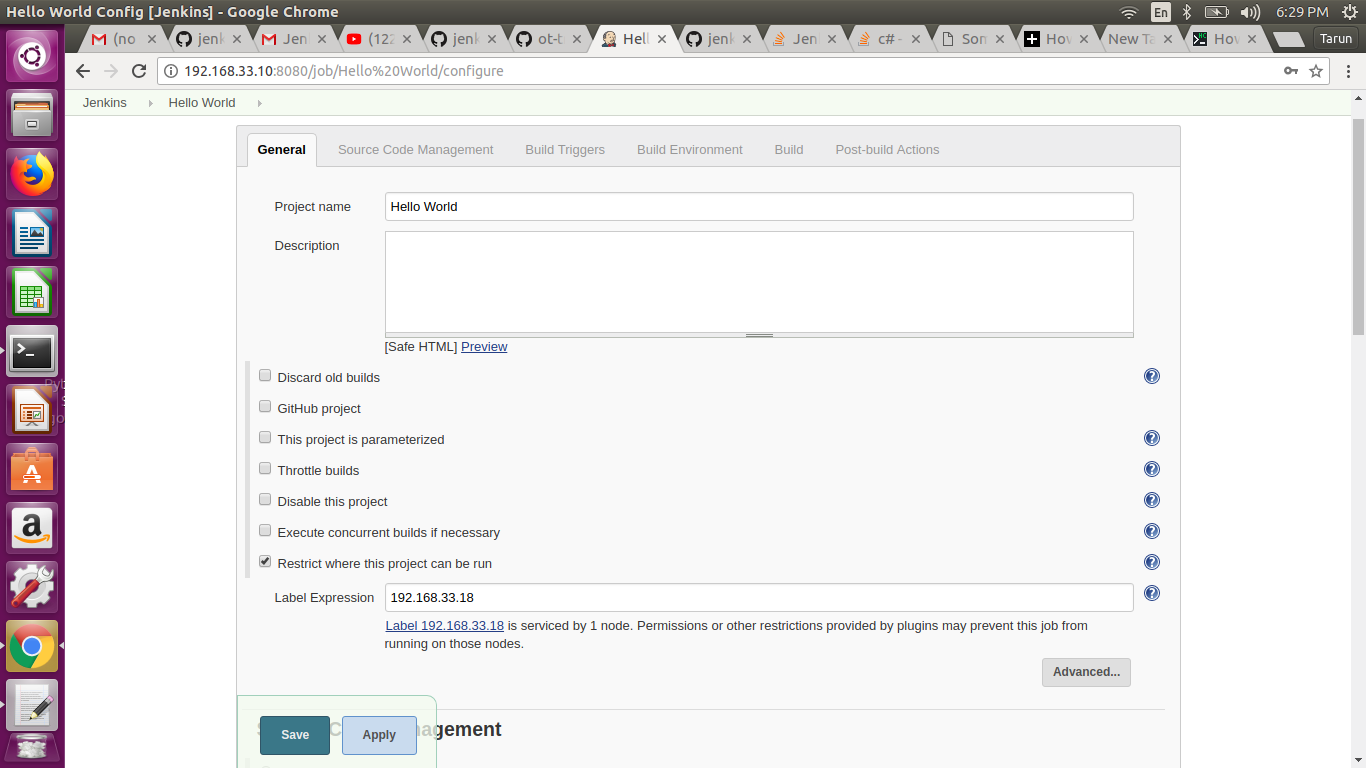 Hello World Config [Jenkins] - Google Chrome
En
6:29 PM
(no
jenk
Jeni
(122
jenk
ot-t
Hell
jenk
Jenl
c# -
Som
Hov
New Ta
Hov
Tarun
192.168.33.10:8080/job/Hello%20World/configure
Jenkins
Hello World
General
Source Code Management
Build Triggers
Build Environment
Build
Post-build Actions
Project name
Hello World
Description
[Safe HTML] Preview
Discard old builds
GitHub project
This project is parameterized
Throttle builds
Disable this project
Execute concurrent builds if necessary
Restrict where this project can be run
Label Expression
192.168.33.18
Label 192.168.33.18 is serviced by 1 node. Permissions or other restrictions provided by plugins may prevent this job from
running on those nodes.
Advanced...
Save
Apply